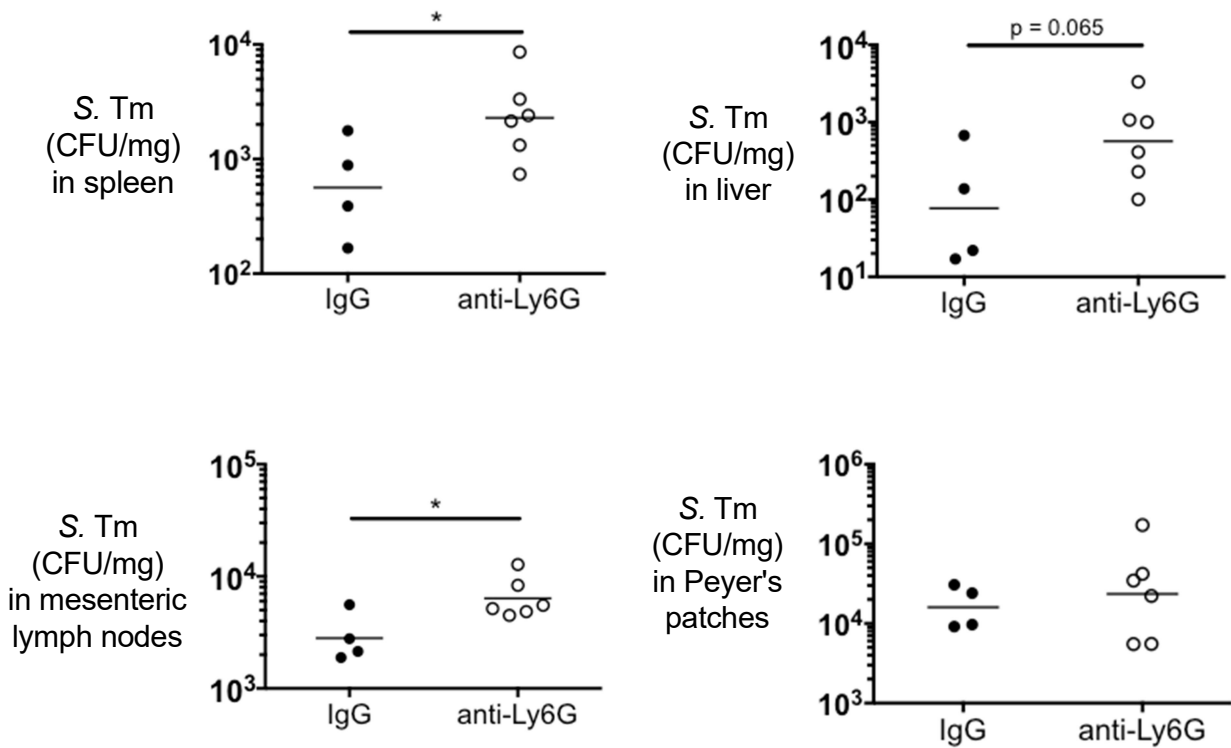 *
10⁴
S. Tm
(CFU/mg)
in spleen
10³
10²
IgG anti-Ly6G
p = 0.065
10⁴
S. Tm
(CFU/mg)
in liver
10³
10²
10¹
IgG anti-Ly6G
10⁵
*
S. Tm
(CFU/mg)
in mesenteric
lymph nodes
10⁴
10³
IgG anti-Ly6G
10⁶
S. Tm
(CFU/mg)
in Peyer's
patches
10⁵
10⁴
10³
IgG anti-Ly6G